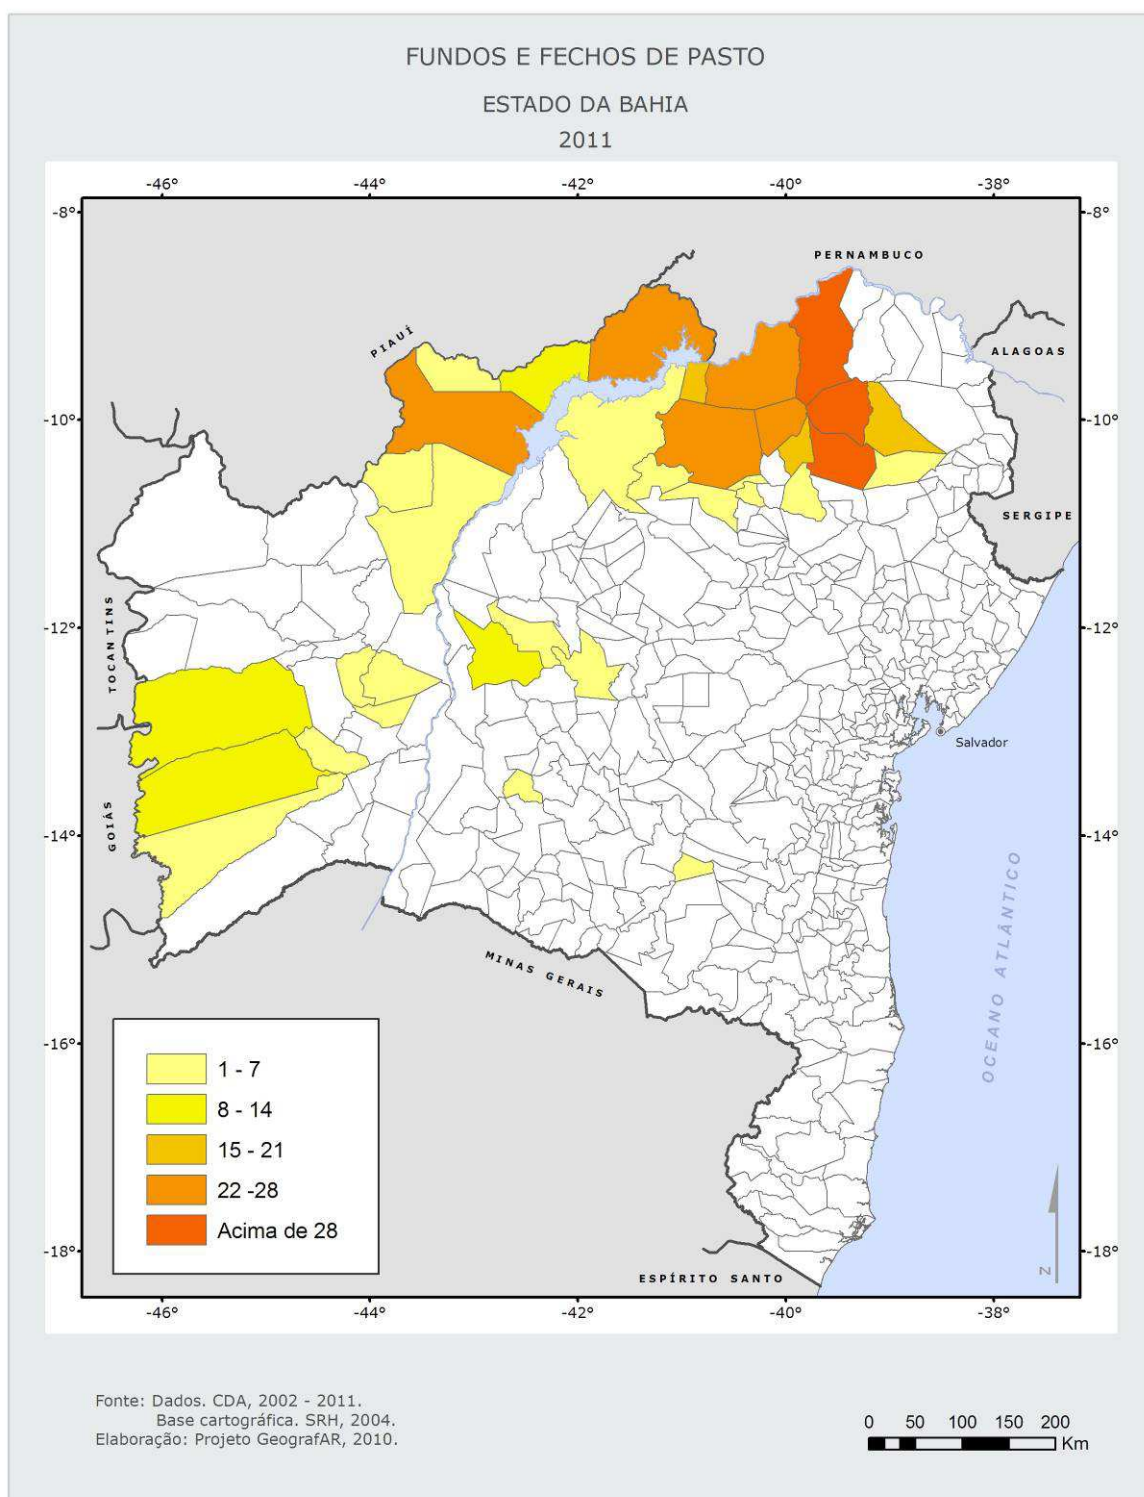 FUNDOS E FECHOS DE PASTO
ESTADO DA BAHIA
2011
-46° -44° -42° -40° -38°
-8° -8°
PERNAMBUCO
PIAUÍ
ALAGOAS
-10° -10°
SERGIPE
TOCANTINS
-12° -12°
Salvador
GOIÁS
-14° -14°
OCEANO ATLÂNTICO
MINAS GERAIS
-16° -16°
1 - 7
8 - 14
15 - 21
22 -28
Acima de 28
-18° -18°
N
ESPÍRITO SANTO
-46° -44° -42° -40° -38°
Fonte: Dados. CDA, 2002 - 2011.
Base cartográfica. SRH, 2004.
Elaboração: Projeto GeografAR, 2010.
0 50 100 150 200
Km